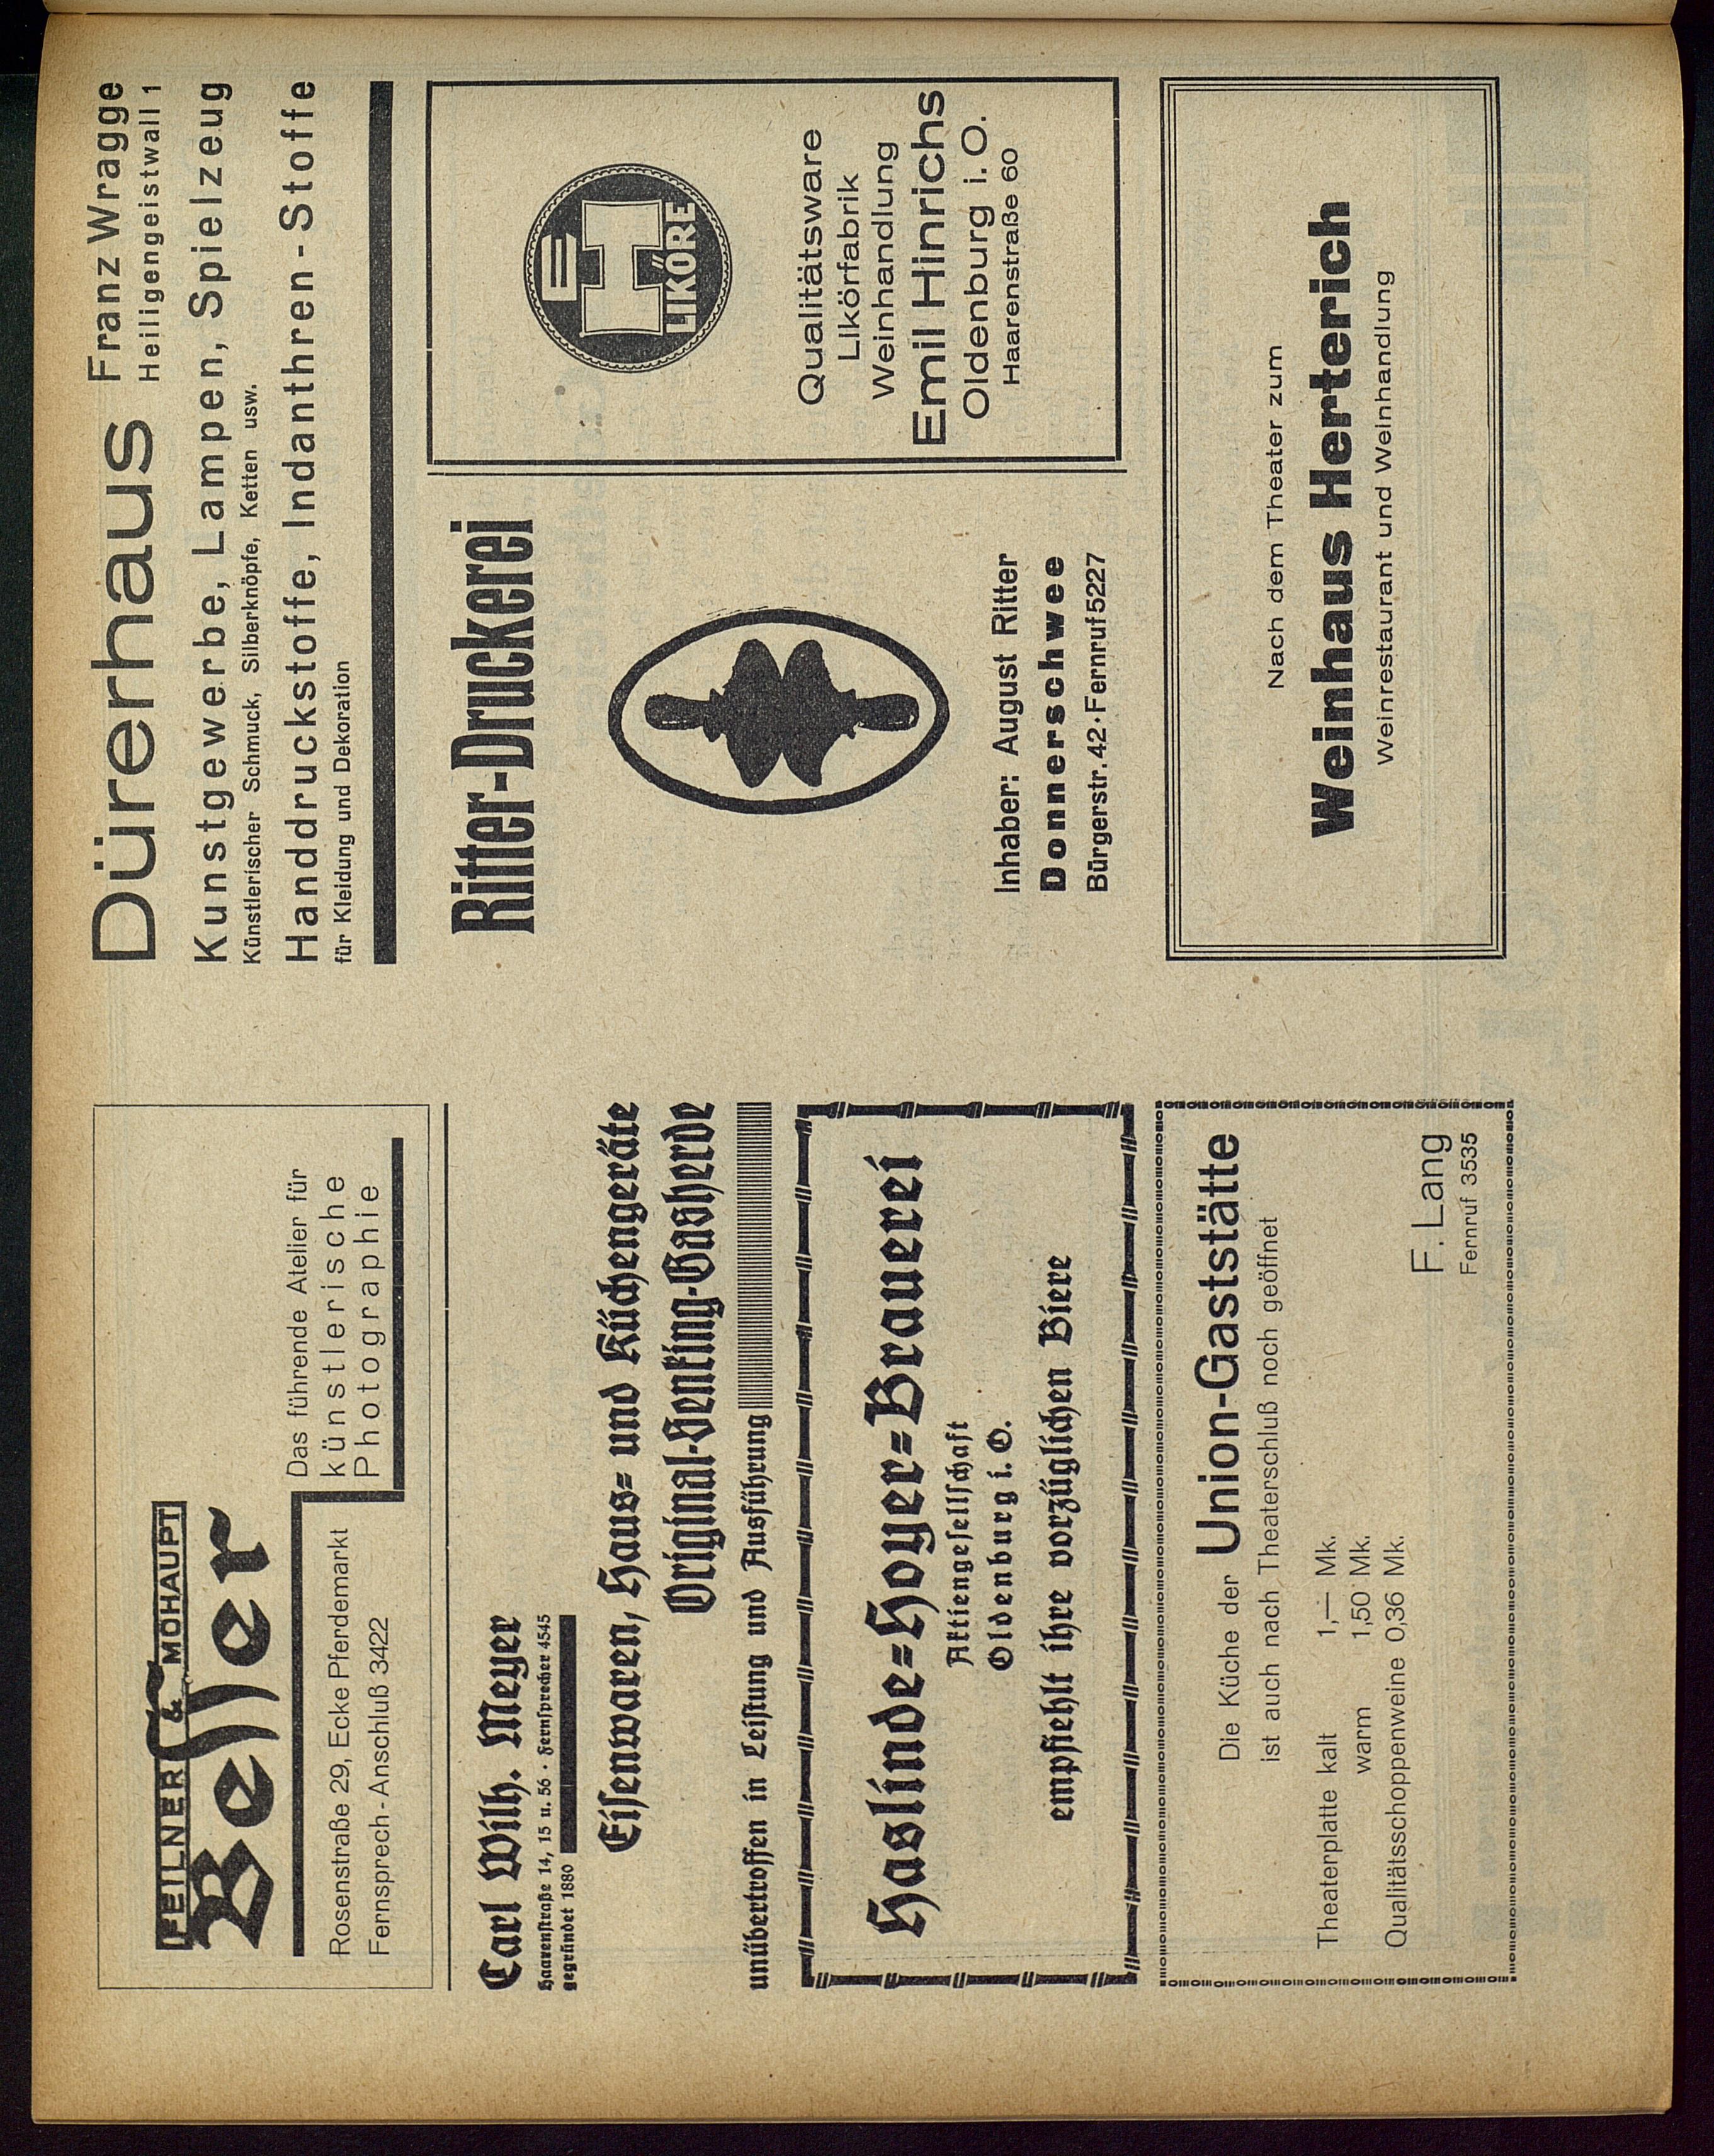 FEILNER & MOHAUPT
Besser
Das führende Atelier für
künstlerische
Photographie
Rosenstraße 29, Ecke Pferdemarkt
Fernsprech-Anschluß 3422
Carl Wilh. Meyer
Haarenstraße 14, 15 u. 56 · Fernsprecher 4545
gegründet 1880
Eisenwaren, Haus- und Küchengeräte
Original-Senking-Gasherde
unübertroffen in Leistung und Ausführung
Haslinde-Hoyer-Brauerei
Aktiengesellschaft
Oldenburg i. O.
empfiehlt ihre vorzüglichen Biere
Die Küche der Union-Gaststätte
ist auch nach Theaterschluß noch geöffnet
Theaterplatte kalt 1,— Mk.
warm 1,50 Mk.
Qualitätsschoppenweine 0,36 Mk.
F. Lang
Fernruf 3535
Dürerhaus Franz Wragge
Heiligengeistwall 1
Kunstgewerbe, Lampen, Spielzeug
Künstlerischer Schmuck, Silberknöpfe, Ketten usw.
Handdruckstoffe, Indanthren-Stoffe
für Kleidung und Dekoration
Ritter-Druckerei
Inhaber: August Ritter
Donnerschwee
Bürgerstr. 42 · Fernruf 5227
E
H
LIKÖRE
Qualitätsware
Likörfabrik
Weinhandlung
Emil Hinrichs
Oldenburg i. O.
Haarenstraße 60
Nach dem Theater zum
Weinhaus Herterich
Weinrestaurant und Weinhandlung